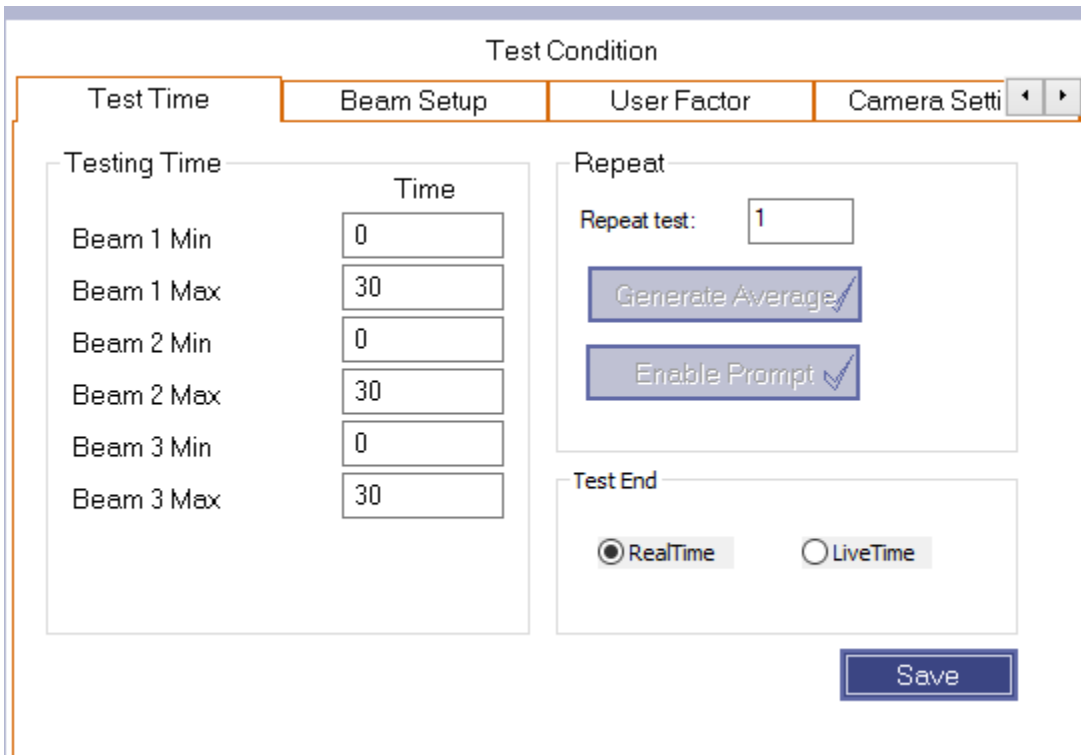 Test Condition
Test Time Beam Setup User Factor Camera Setti
Testing Time
Time
Beam 1 Min 0
Beam 1 Max 30
Beam 2 Min 0
Beam 2 Max 30
Beam 3 Min 0
Beam 3 Max 30
Repeat
Repeat test: 1
Generate Average
Enable Prompt
Test End
RealTime LiveTime
Save